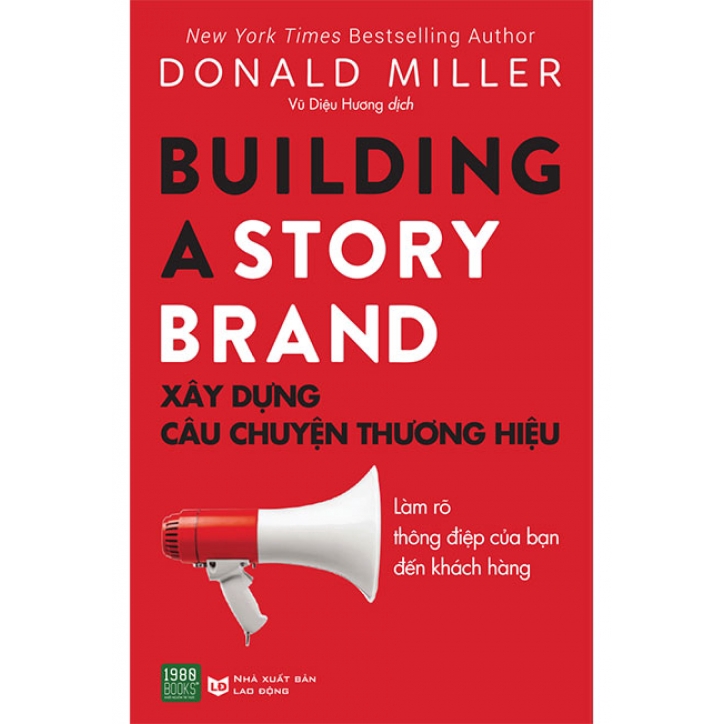 New York Times Bestselling Author
DONALD MILLER
Vũ Diệu Hương dịch
BUILDING
A STORY
BRAND
XÂY DỰNG
CÂU CHUYỆN THƯƠNG HIỆU
Làm rõ
thông điệp của bạn
đến khách hàng
1980
BOOKS
LD
NHÀ XUẤT BẢN
LAO ĐỘNG